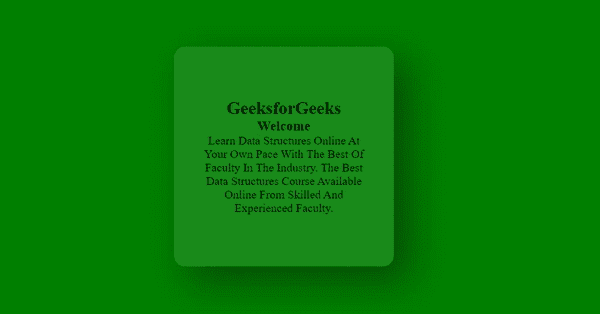 GeeksforGeeks
Welcome
Learn Data Structures Online At
Your Own Pace With The Best Of
Faculty In The Industry. The Best
Data Structures Course Available
Online From Skilled And
Experienced Faculty.